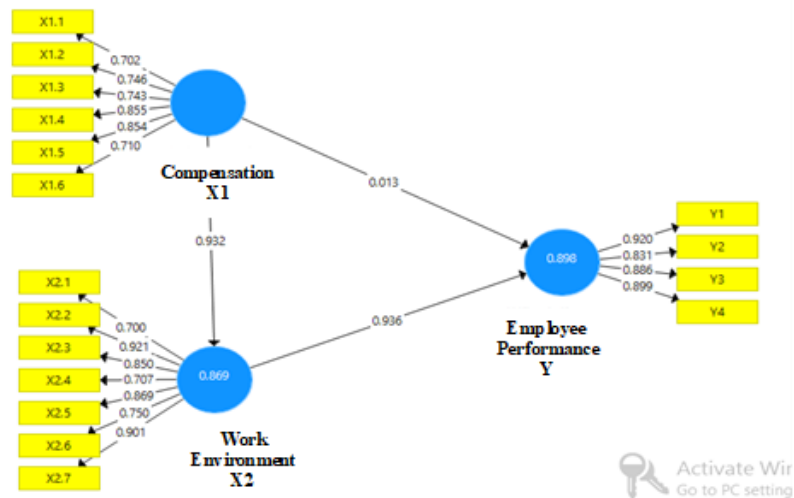 X1.1
X1.2
X1.3
X1.4
X1.5
X1.6
0.702
0.746
0.743
0.855
0.854
0.710
Compensation
X1
0.013
0.932
0.898
Y1
Y2
Y3
Y4
0.920
0.831
0.886
0.899
Employee
Performance
Y
0.936
X2.1
X2.2
X2.3
X2.4
X2.5
X2.6
X2.7
0.700
0.921
0.850
0.707
0.869
0.750
0.901
0.869
Work
Environment
X2
Activate Wir
Go to PC setting